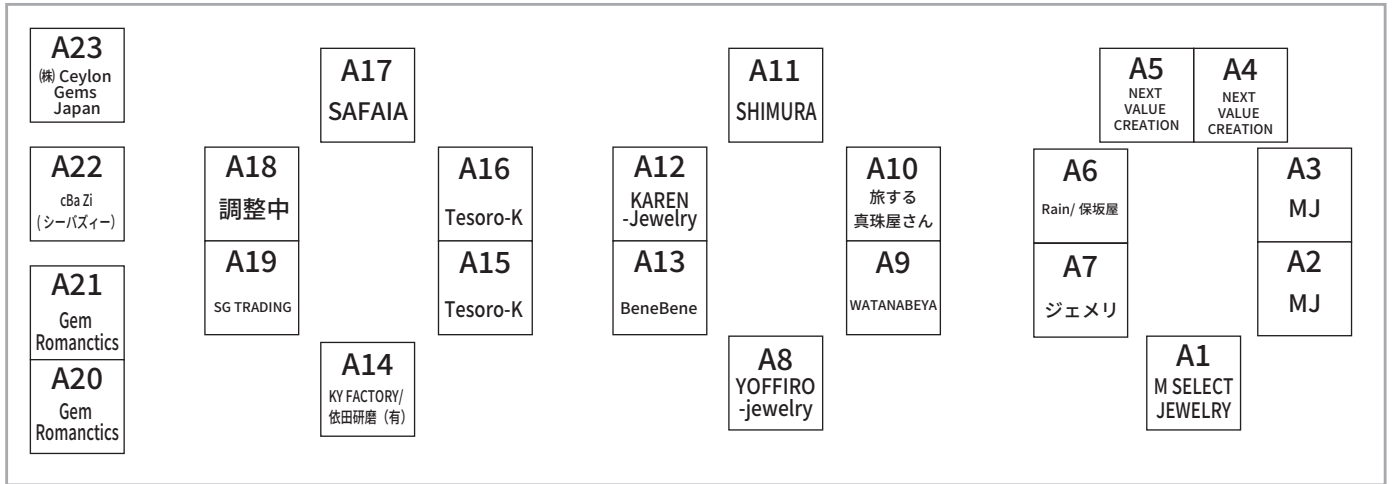 A23
㈱ Ceylon
Gems
Japan
A22
cBa Zi
(シーバズィー)
A21
Gem
Romanctics
A20
Gem
Romanctics
A17
SAFAIA
A18
調整中
A19
SG TRADING
A16
Tesoro-K
A15
Tesoro-K
A14
KY FACTORY/
依田研磨（有）
A11
SHIMURA
A12
KAREN
-Jewelry
A13
BeneBene
A10
旅する
真珠屋さん
A9
WATANABEYA
A8
YOFFIRO
-jewelry
A5
NEXT
VALUE
CREATION
A4
NEXT
VALUE
CREATION
A6
Rain/ 保坂屋
A7
ジェメリ
A3
MJ
A2
MJ
A1
M SELECT
JEWELRY